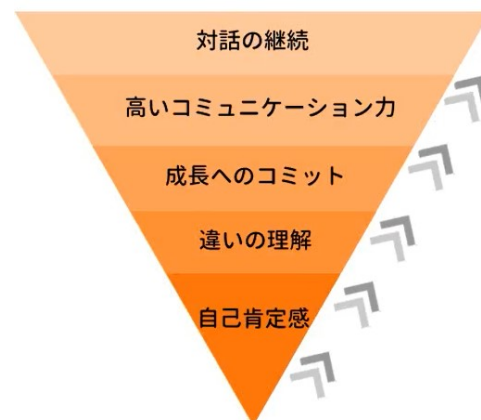 対話の継続
高いコミュニケーション力
成長へのコミット
違いの理解
自己肯定感